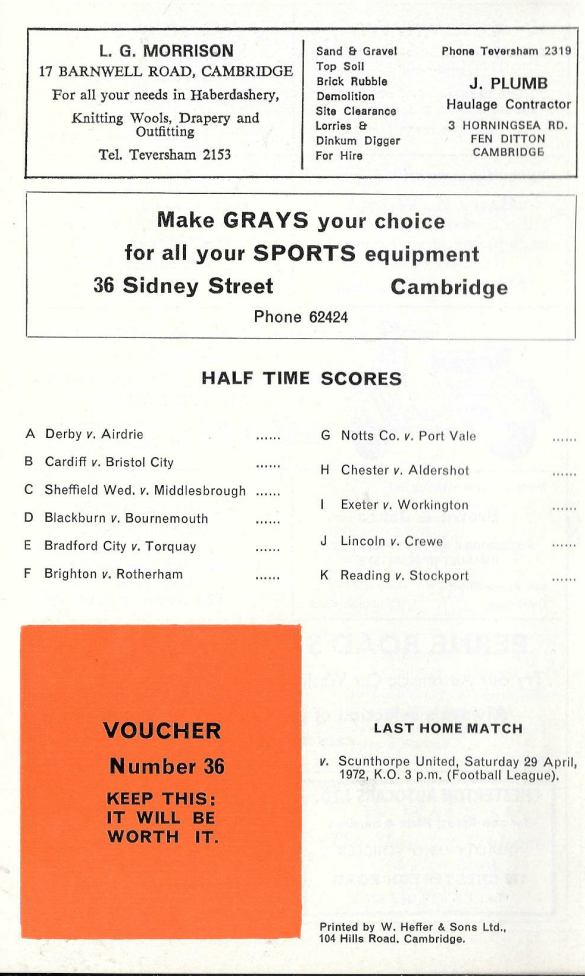 L. G. MORRISON
17 BARNWELL ROAD, CAMBRIDGE
For all your needs in Haberdashery,
Knitting Wools, Drapery and
Outfitting
Tel. Teversham 2153
Sand & Gravel
Top Soil
Brick Rubble
Demolition
Site Clearance
Lorries &
Dinkum Digger
For Hire
Phone Teversham 2319
J. PLUMB
Haulage Contractor
3 HORNINGSEA RD.
FEN DITTON
CAMBRIDGE
Make GRAYS your choice
for all your SPORTS equipment
36 Sidney Street Cambridge
Phone 62424
HALF TIME SCORES
A Derby v. Airdrie ......
B Cardiff v. Bristol City ......
C Sheffield Wed. v. Middlesbrough ......
D Blackburn v. Bournemouth ......
E Bradford City v. Torquay ......
F Brighton v. Rotherham ......
G Notts Co. v. Port Vale ......
H Chester v. Aldershot ......
I Exeter v. Workington ......
J Lincoln v. Crewe ......
K Reading v. Stockport ......
VOUCHER
Number 36
KEEP THIS:
IT WILL BE
WORTH IT.
LAST HOME MATCH
v. Scunthorpe United, Saturday 29 April,
1972, K.O. 3 p.m. (Football League).
Printed by W. Heffer & Sons Ltd.,
104 Hills Road, Cambridge.